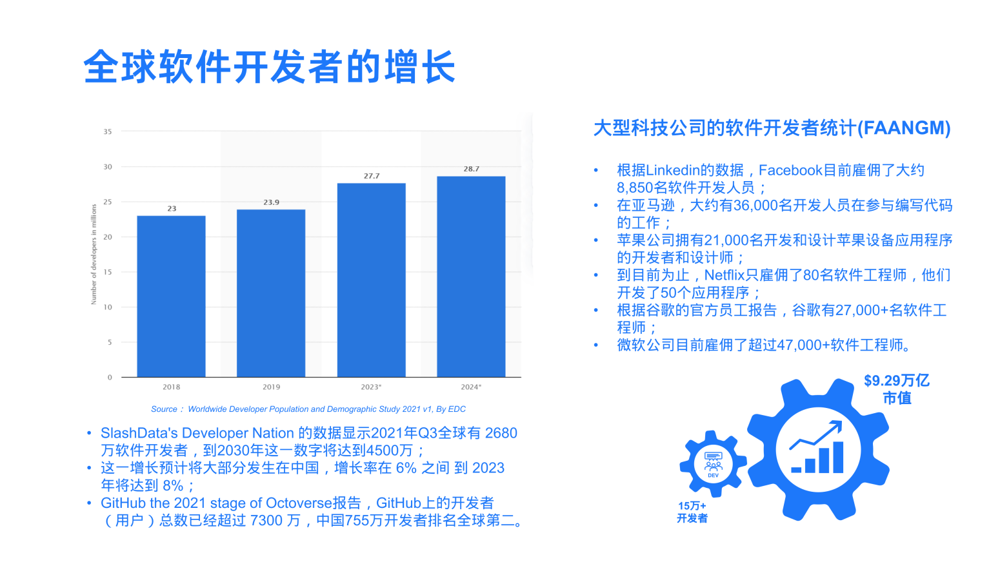 全球软件开发者的增长
35
30
25
20
15
10
5
0
Number of developers in millions
23
23.9
27.7
28.7
2018
2019
2023*
2024*
Source： Worldwide Developer Population and Demographic Study 2021 v1, By EDC
• SlashData's Developer Nation 的数据显示2021年Q3全球有 2680
万软件开发者，到2030年这一数字将达到4500万；
• 这一增长预计将大部分发生在中国，增长率在 6% 之间 到 2023
年将达到 8%；
• GitHub the 2021 stage of Octoverse报告，GitHub上的开发者
（用户）总数已经超过 7300 万，中国755万开发者排名全球第二。
大型科技公司的软件开发者统计(FAANGM)
• 根据Linkedin的数据，Facebook目前雇佣了大约
8,850名软件开发人员；
• 在亚马逊，大约有36,000名开发人员在参与编写代码
的工作；
• 苹果公司拥有21,000名开发和设计苹果设备应用程序
的开发者和设计师；
• 到目前为止，Netflix只雇佣了80名软件工程师，他们
开发了50个应用程序；
• 根据谷歌的官方员工报告，谷歌有27,000+名软件工
程师；
• 微软公司目前雇佣了超过47,000+软件工程师。
$9.29万亿
市值
DEV
15万+
开发者